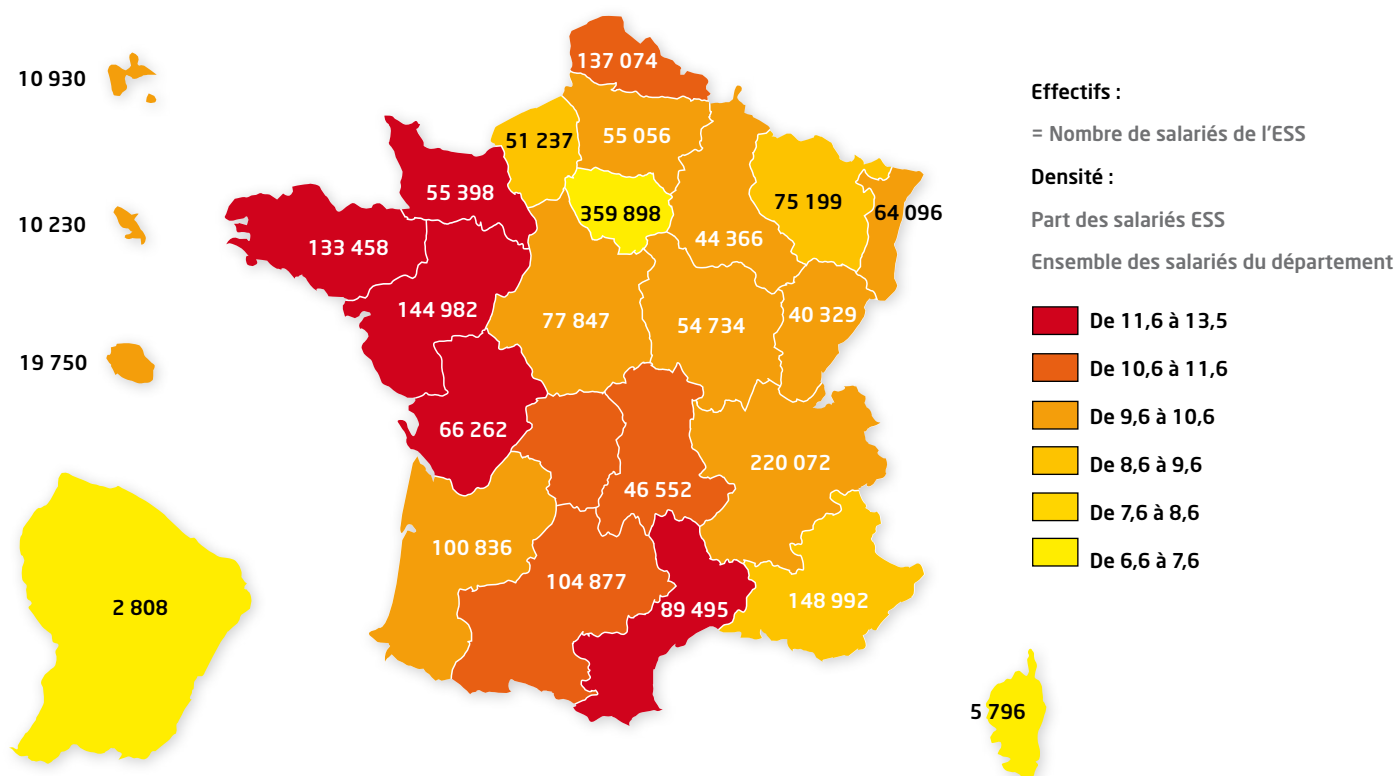 137 074
10 930
51 237
55 056
55 398
75 199
359 898
64 096
10 230
44 366
133 458
144 982
77 847
54 734
40 329
19 750
66 262
220 072
46 552
100 836
104 877
148 992
89 495
2 808
5 796
Effectifs :
= Nombre de salariés de l'ESS
Densité :
Part des salariés ESS
Ensemble des salariés du département
De 11,6 à 13,5
De 10,6 à 11,6
De 9,6 à 10,6
De 8,6 à 9,6
De 7,6 à 8,6
De 6,6 à 7,6